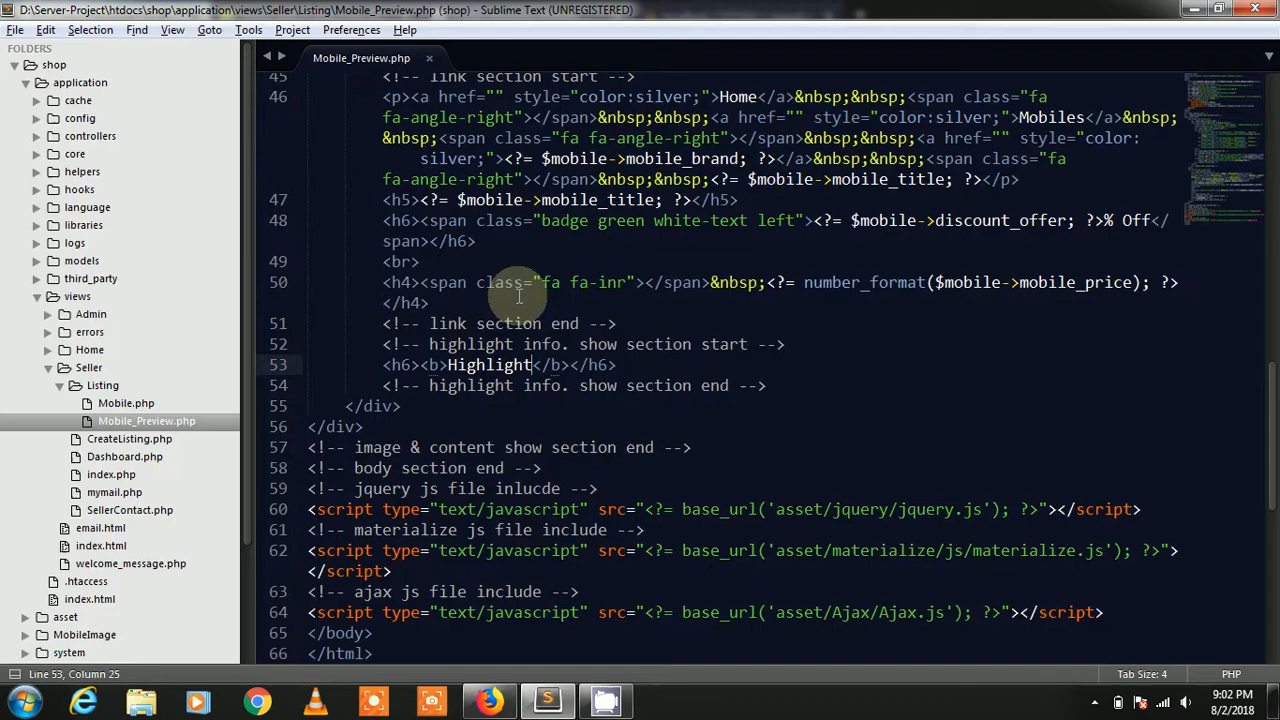 D:\Server-Project\htdocs\shop\application\views\Seller\Listing\Mobile_Preview.php (shop) - Sublime Text (UNREGISTERED)
File Edit Selection Find View Goto Tools Project Preferences Help
FOLDERS
shop
application
cache
config
controllers
core
helpers
hooks
language
libraries
logs
models
third_party
views
Admin
errors
Home
Seller
Listing
Mobile.php
Mobile_Preview.php
CreateListing.php
Dashboard.php
index.php
mymail.php
SellerContact.php
email.html
index.html
welcome_message.php
.htaccess
index.html
asset
MobileImage
system
Mobile_Preview.php
45 <!-- link section start -->
46 <p><a href="" style="color:silver;">Home</a>&nbsp;&nbsp;<span class="fa
fa-angle-right"></span>&nbsp;&nbsp;<a href="" style="color:silver;">Mobiles</a>&nbsp;
&nbsp;<span class="fa fa-angle-right"></span>&nbsp;&nbsp;<a href="" style="color:
silver;"><?= $mobile->mobile_brand; ?></a>&nbsp;&nbsp;<span class="fa
fa-angle-right"></span>&nbsp;&nbsp;<?= $mobile->mobile_title; ?></p>
47 <h5><?= $mobile->mobile_title; ?></h5>
48 <h6><span class="badge green white-text left"><?= $mobile->discount_offer; ?>% Off</
span></h6>
49 <br>
50 <h4><span class="fa fa-inr"></span>&nbsp;<?= number_format($mobile->mobile_price); ?>
</h4>
51 <!-- link section end -->
52 <!-- highlight info. show section start -->
53 <h6><b>Highlight</b></h6>
54 <!-- highlight info. show section end -->
55 </div>
56 </div>
57 <!-- image & content show section end -->
58 <!-- body section end -->
59 <!-- jquery js file inlucde -->
60 <script type="text/javascript" src="<?= base_url('asset/jquery/jquery.js'); ?>"></script>
61 <!-- materialize js file include -->
62 <script type="text/javascript" src="<?= base_url('asset/materialize/js/materialize.js'); ?>">
</script>
63 <!-- ajax js file include -->
64 <script type="text/javascript" src="<?= base_url('asset/Ajax/Ajax.js'); ?>"></script>
65 </body>
66 </html>
Line 53, Column 25
Tab Size: 4
PHP
9:02 PM
8/2/2018